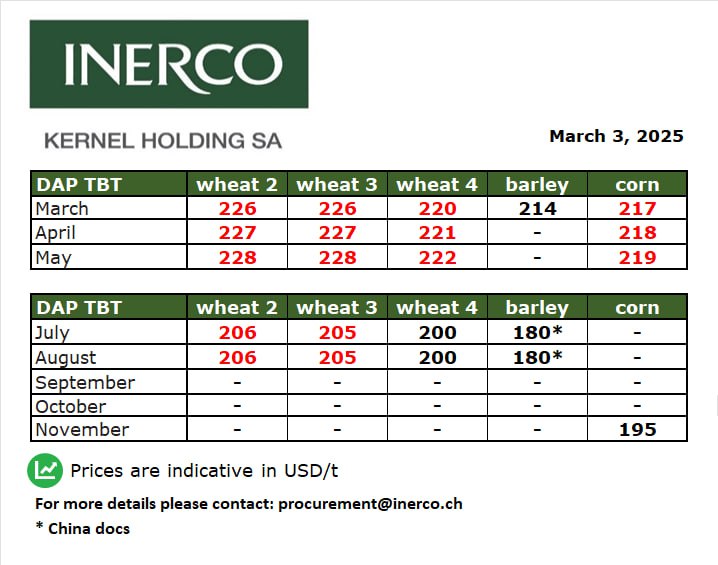 INERCO
KERNEL HOLDING SA
March 3, 2025
DAP TBT wheat 2 wheat 3 wheat 4 barley corn
March 226 226 220 214 217
April 227 227 221 - 218
May 228 228 222 - 219
DAP TBT wheat 2 wheat 3 wheat 4 barley corn
July 206 205 200 180* -
August 206 205 200 180* -
September - - - - -
October - - - - -
November - - - - 195
Prices are indicative in USD/t
For more details please contact: procurement@inerco.ch
* China docs